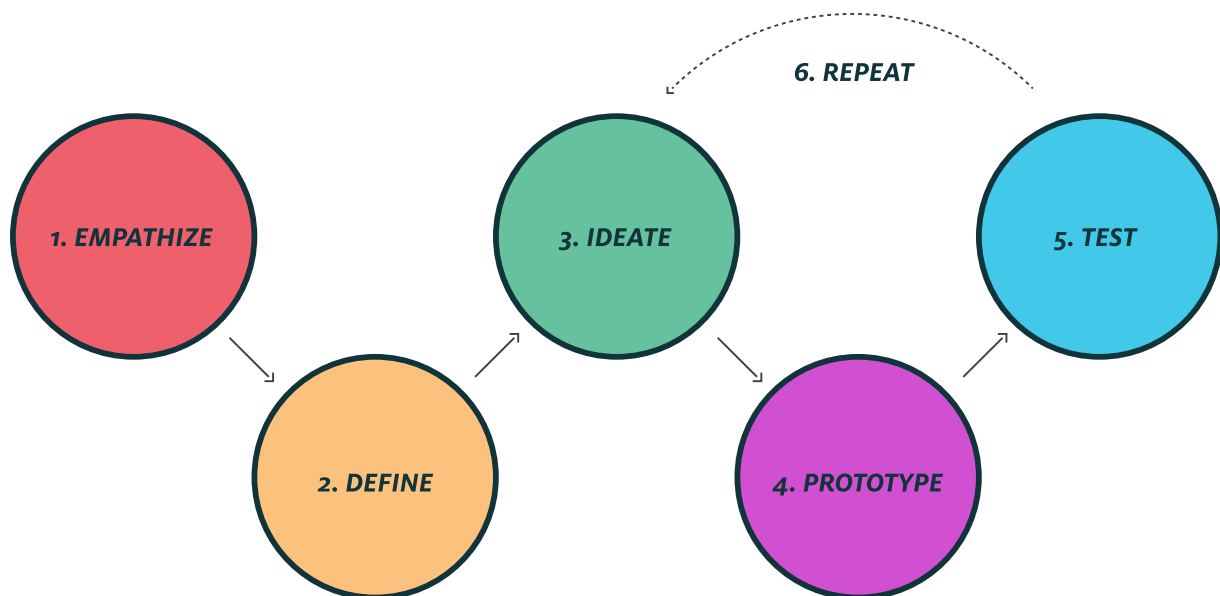 1. EMPATHIZE
2. DEFINE
3. IDEATE
4. PROTOTYPE
5. TEST
6. REPEAT